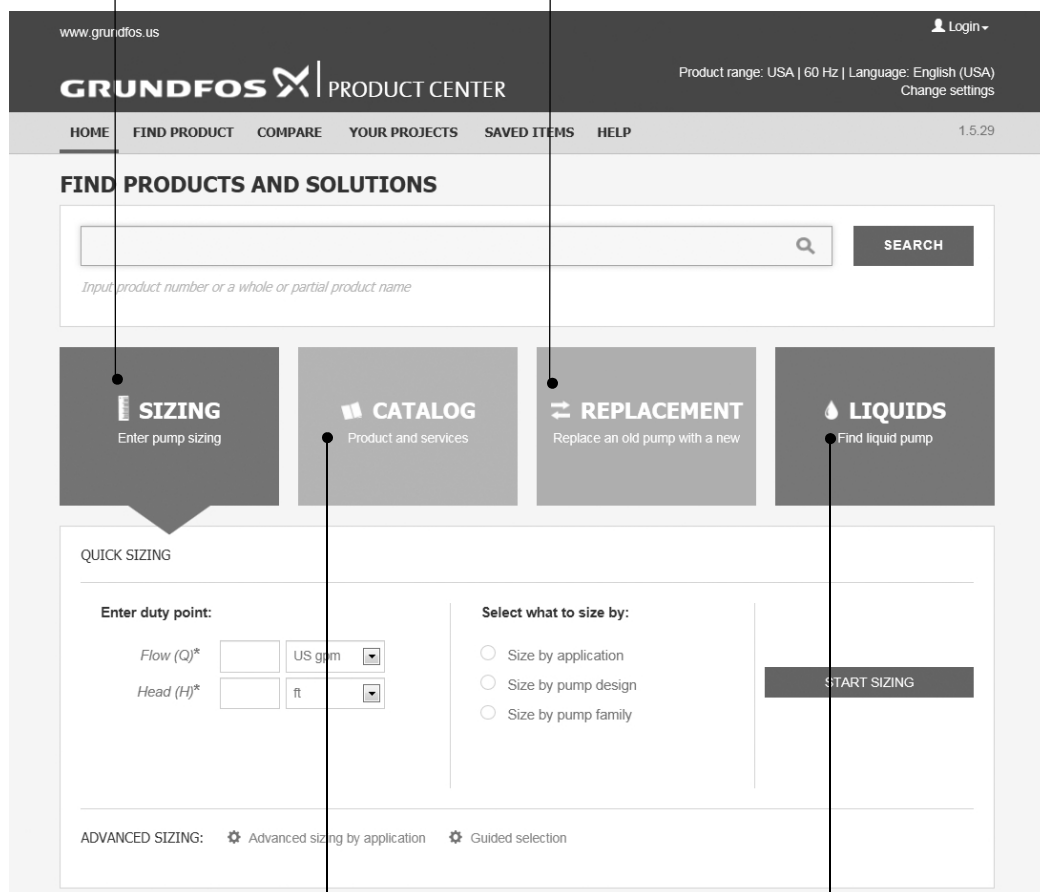 www.grundfos.us
Login
GRUNDFOS PRODUCT CENTER
Product range: USA | 60 Hz | Language: English (USA)
Change settings
HOME FIND PRODUCT COMPARE YOUR PROJECTS SAVED ITEMS HELP 1.5.29
FIND PRODUCTS AND SOLUTIONS
SEARCH
Input product number or a whole or partial product name
SIZING
Enter pump sizing
CATALOG
Product and services
REPLACEMENT
Replace an old pump with a new
LIQUIDS
Find liquid pump
QUICK SIZING
Enter duty point:
Flow (Q)* US gpm
Head (H)* ft
Select what to size by:
Size by application
Size by pump design
Size by pump family
START SIZING
ADVANCED SIZING: Advanced sizing by application Guided selection